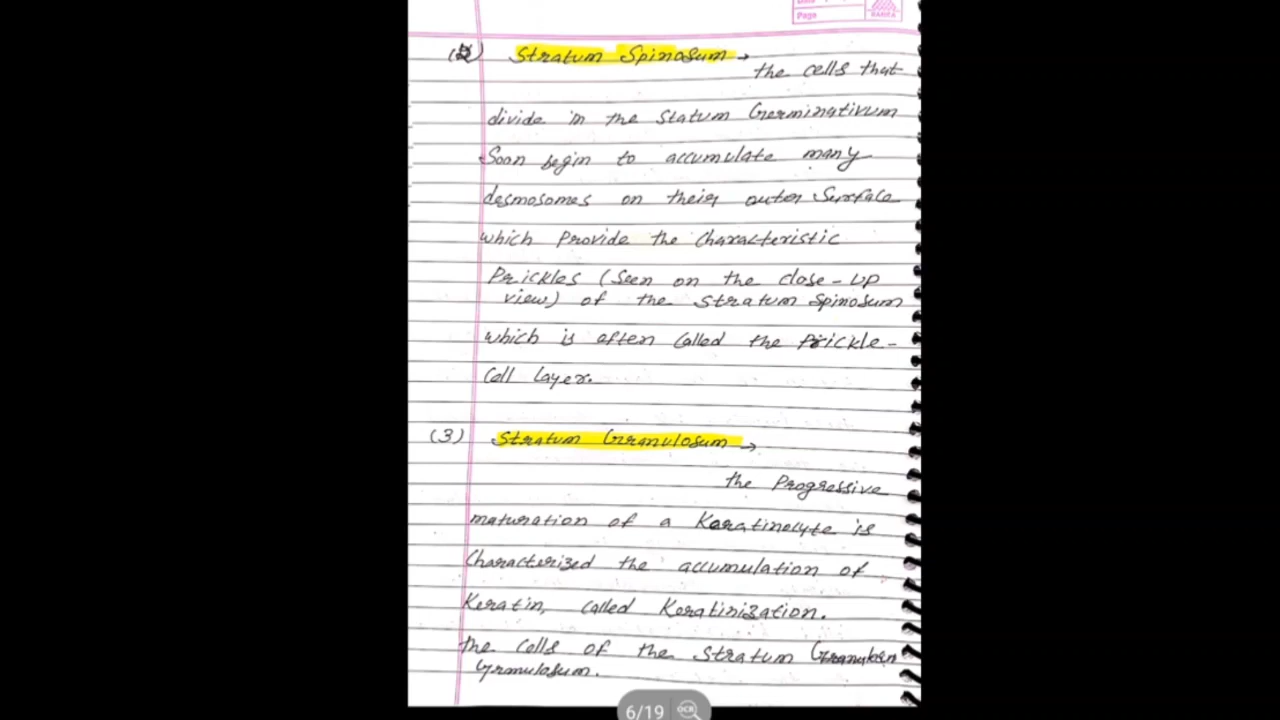 Page
(2) Stratum Spinosum →
the cells that
divide in the Statum Germinativum
Soon begin to accumulate many
desmosomes on their outer Surface
which Provide the Characteristic
Prickles (Seen on the close-up
view) of the Stratum Spinosum
which is often Called the Prickle-
Cell Layer.
(3) Stratum Granulosum →
the Progressive
maturation of a Keratinocyte is
Characterized the accumulation of
Keratin, called Keratinization.
the Cells of the Stratum
Granulosum.
6/19 OCR